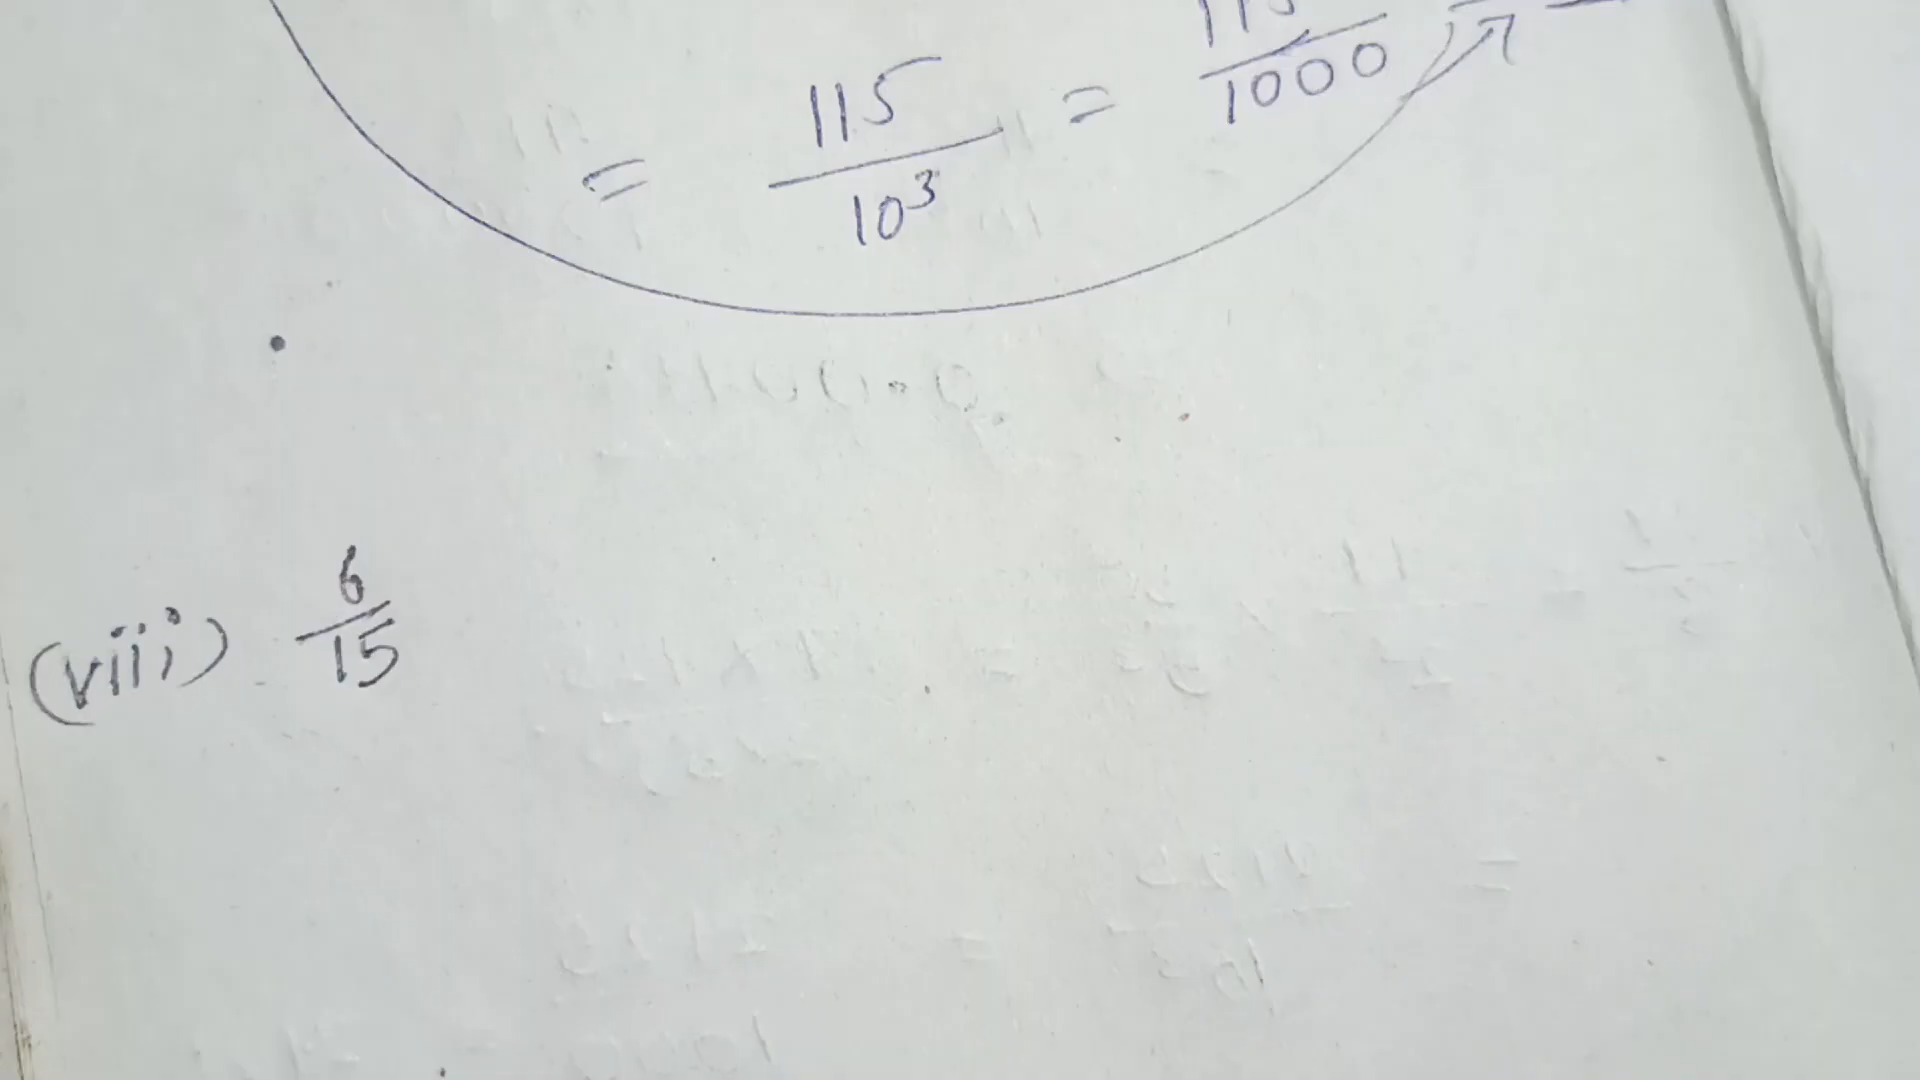 = 115/10³ = 115/1000
(viii) 6/15